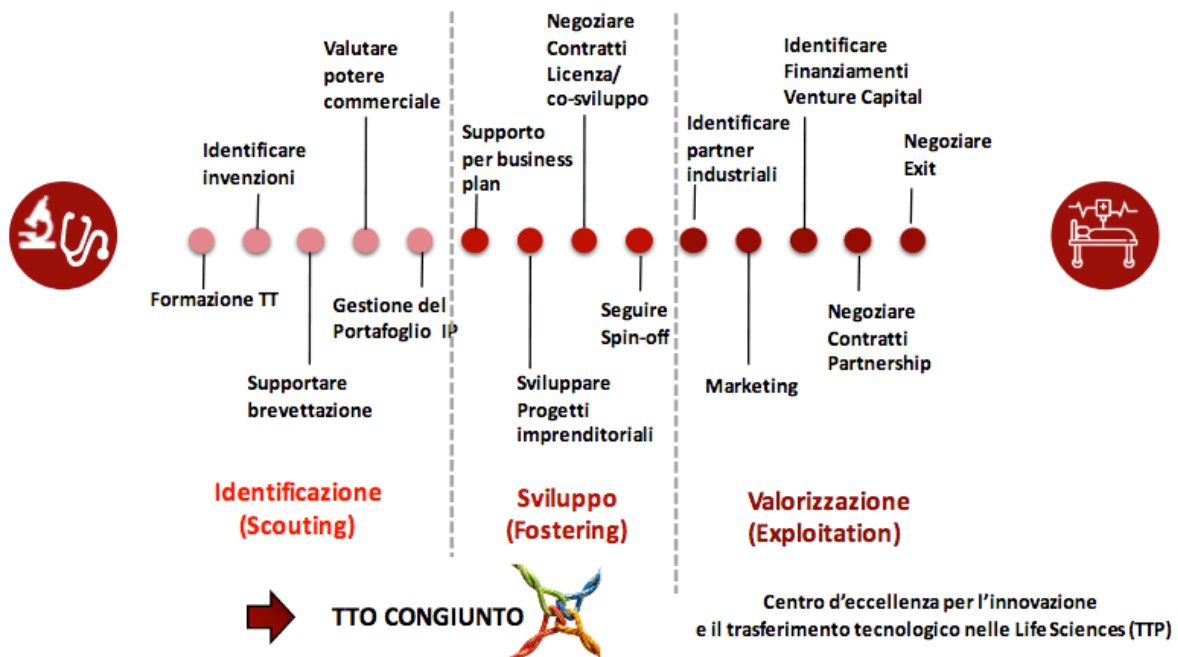 Formazione TT
Identificare
invenzioni
Supportare
brevettazione
Valutare
potere
commerciale
Gestione del
Portafoglio IP
Supporto
per business
plan
Sviluppare
Progetti
imprenditoriali
Negoziare
Contratti
Licenza/
co-sviluppo
Seguire
Spin-off
Identificare
partner
industriali
Marketing
Identificare
Finanziamenti
Venture Capital
Negoziare
Contratti
Partnership
Negoziare
Exit
Identificazione
(Scouting)
Sviluppo
(Fostering)
Valorizzazione
(Exploitation)
TTO CONGIUNTO
Centro d’eccellenza per l’innovazione
e il trasferimento tecnologico nelle Life Sciences (TTP)